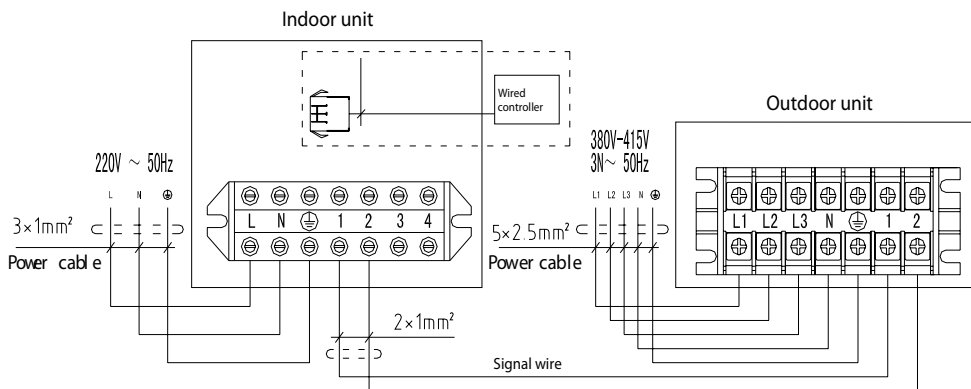 Indoor unit
Wired
controller
Outdoor unit
220V ~ 50Hz
L N ⏚
3×1mm²
Power cable
L N ⏚ 1 2 3 4
2×1mm²
Signal wire
380V-415V
3N~ 50Hz
L1 L2 L3 N ⏚
5×2.5mm²
Power cable
L1 L2 L3 N ⏚ 1 2